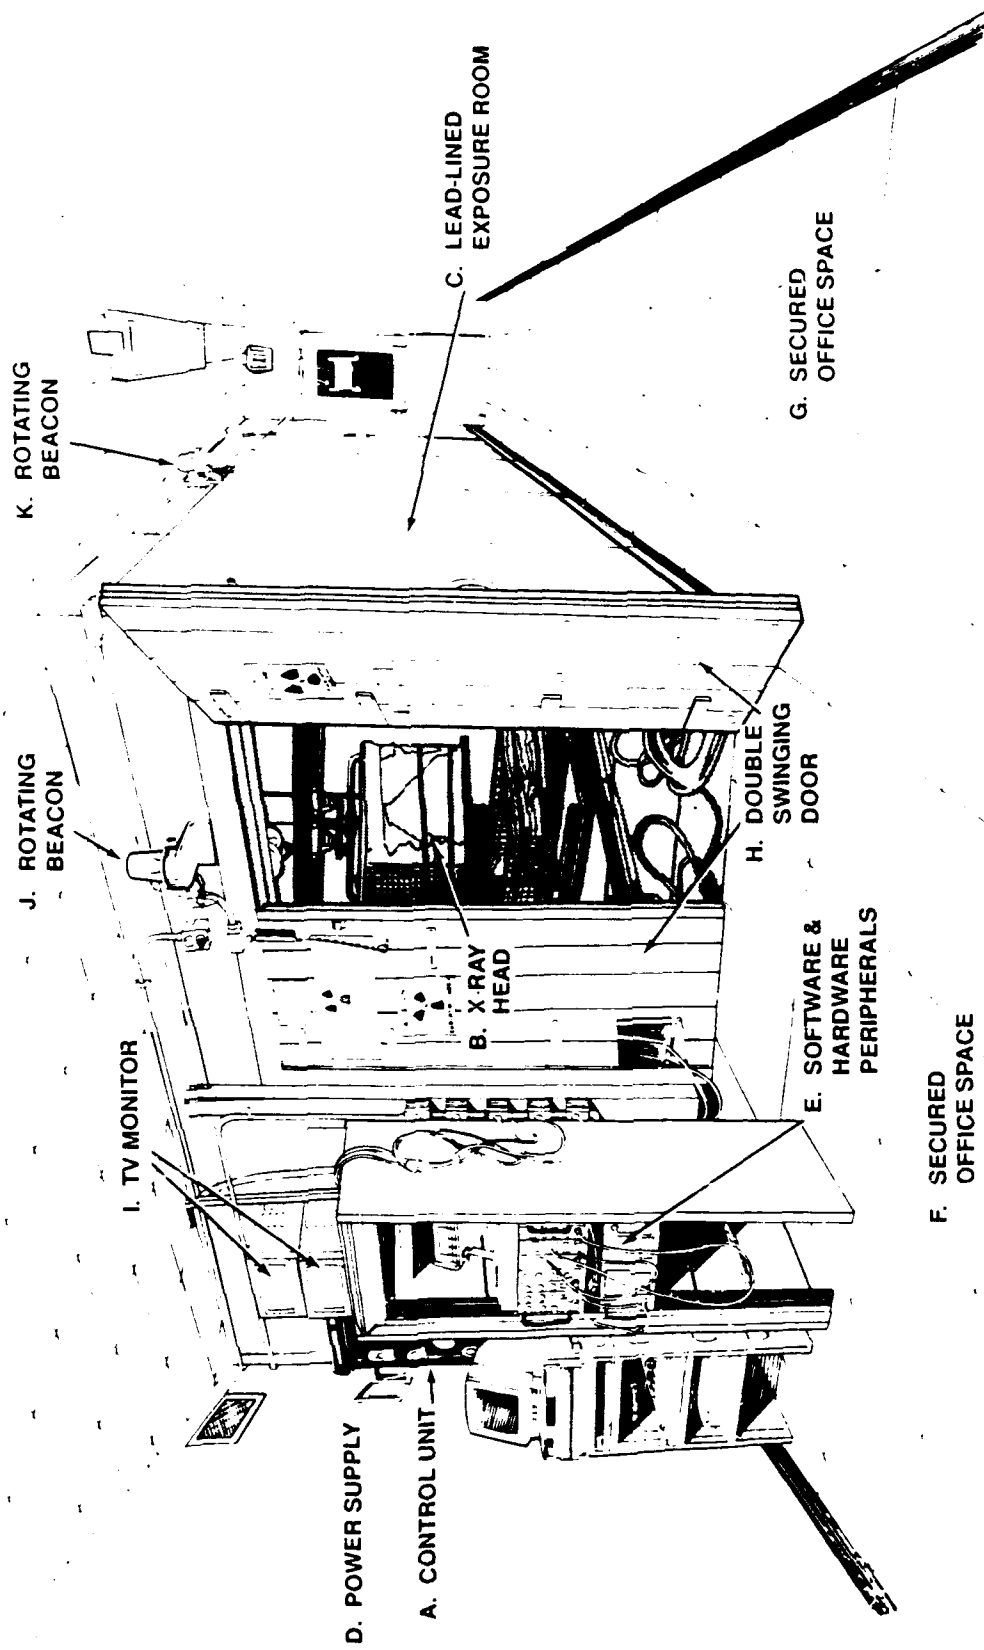 K. ROTATING
BEACON
J. ROTATING
BEACON
I. TV MONITOR
C. LEAD-LINED
EXPOSURE ROOM
D. POWER SUPPLY
A. CONTROL UNIT
B. X-RAY
HEAD
H. DOUBLE
SWINGING
DOOR
G. SECURED
OFFICE SPACE
E. SOFTWARE &
HARDWARE
PERIPHERALS
F. SECURED
OFFICE SPACE